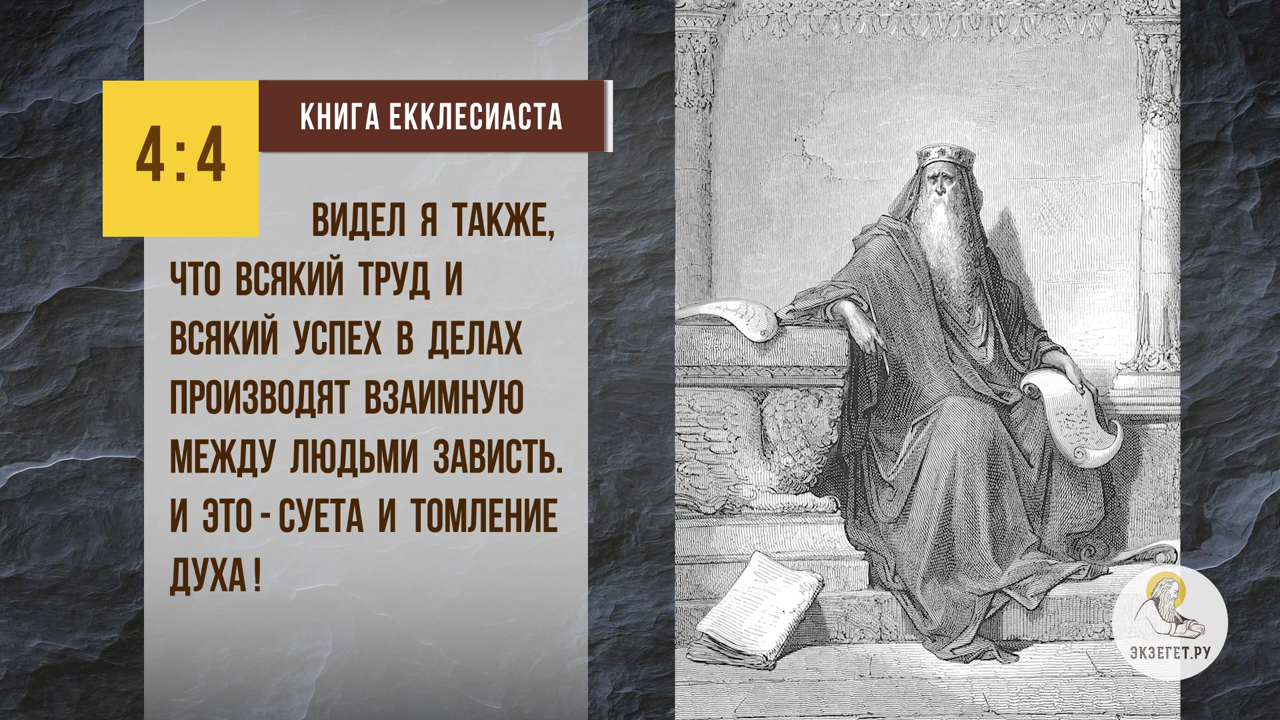 4:4
КНИГА ЕККЛЕСИАСТА
ВИДЕЛ Я ТАКЖЕ,
ЧТО ВСЯКИЙ ТРУД И
ВСЯКИЙ УСПЕХ В ДЕЛАХ
ПРОИЗВОДЯТ ВЗАИМНУЮ
МЕЖДУ ЛЮДЬМИ ЗАВИСТЬ.
И ЭТО - СУЕТА И ТОМЛЕНИЕ
ДУХА !
ЭКЗЕГЕТ.РУ